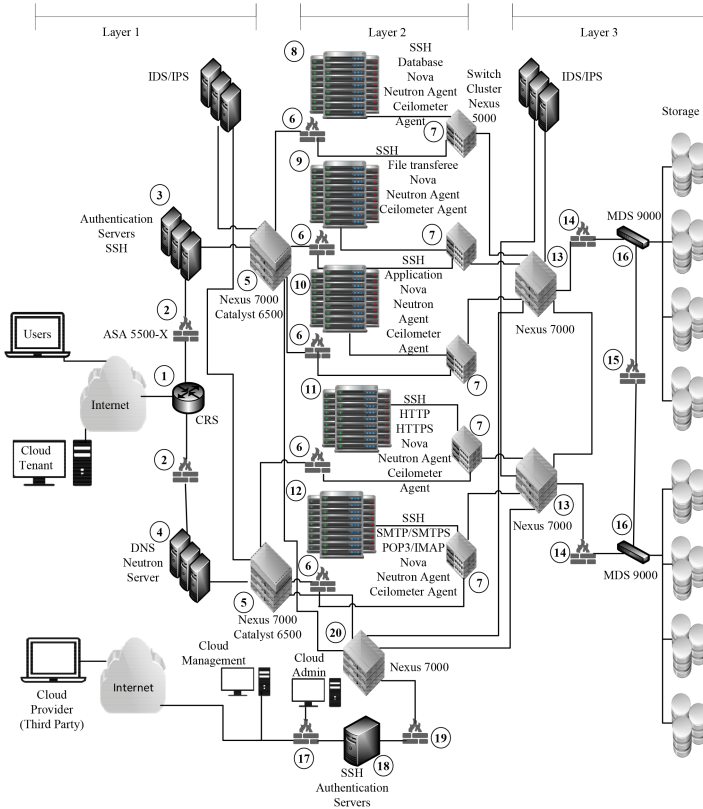 Layer 1
Layer 2
Layer 3
IDS/IPS
8
SSH
Database
Nova
Neutron Agent
Ceilometer
Agent
Switch
Cluster
Nexus
5000
IDS/IPS
Storage
6
7
9
SSH
File transferee
Nova
Neutron Agent
Ceilometer Agent
3
Authentication
Servers
SSH
6
7
14
MDS 9000
16
5
Nexus 7000
Catalyst 6500
10
SSH
Application
Nova
Neutron
Agent
Ceilometer
Agent
13
Nexus 7000
2
ASA 5500-X
6
7
15
Users
1
Internet
CRS
11
SSH
HTTP
HTTPS
Nova
Neutron Agent
Ceilometer
Agent
7
Cloud
Tenant
2
6
13
Nexus 7000
12
SSH
SMTP/SMTPS
POP3/IMAP
Nova
Neutron Agent
Ceilometer Agent
16
MDS 9000
14
4
DNS
Neutron
Server
6
7
5
Nexus 7000
Catalyst 6500
20
Nexus 7000
Cloud
Management
Cloud
Admin
Internet
Cloud
Provider
(Third Party)
17
18
19
SSH
Authentication
Servers